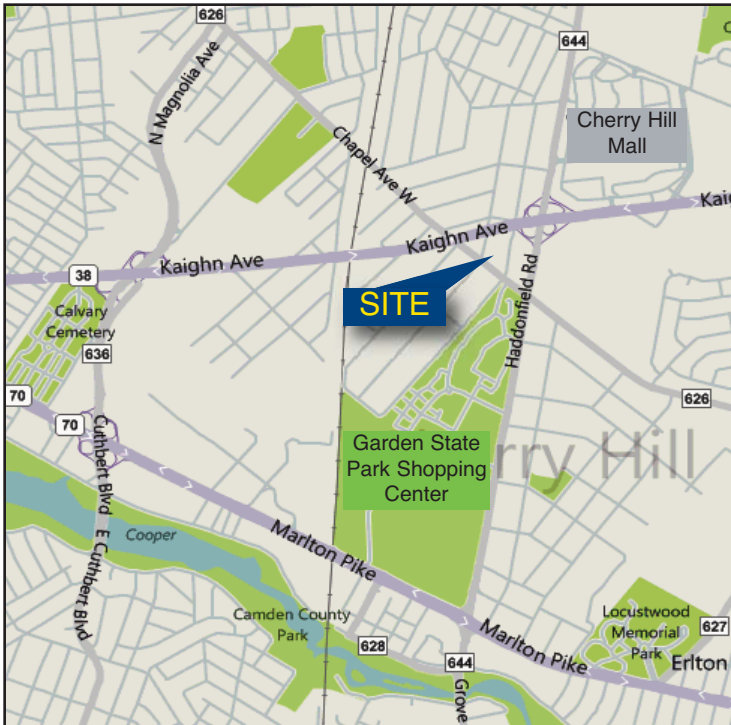 626
644
N Magnolia Ave
Cherry Hill
Mall
Chapel Ave W
Kaighn Ave
Kaighn Ave
38
Calvary
Cemetery
SITE
Haddonfield Rd
636
70
70
626
Cuthbert Blvd
Garden State
Park Shopping
Center
rry Hill
Cooper
E Cuthbert Blvd
Marlton Pike
Camden County
Park
Locustwood
Memorial
Park
627
628
644
Marlton Pike
Erlton
Grove